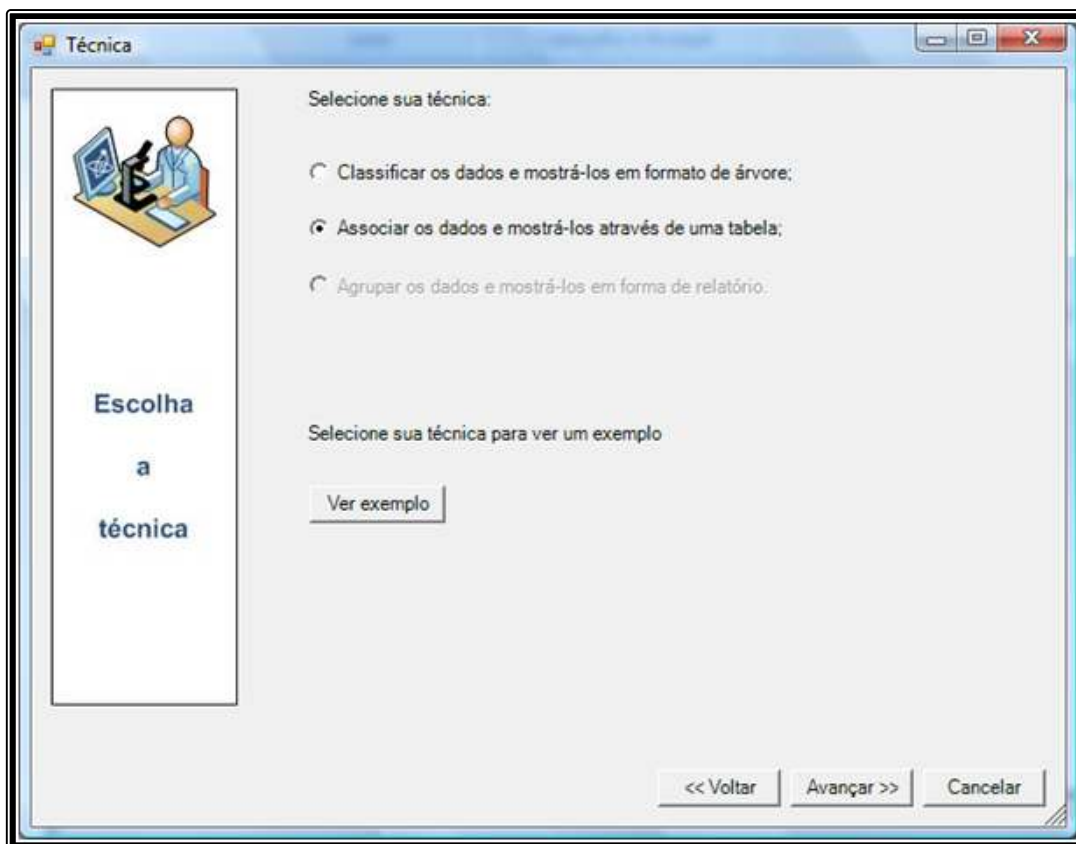 Técnica
Selecione sua técnica:
Classificar os dados e mostrá-los em formato de árvore;
Associar os dados e mostrá-los através de uma tabela;
Agrupar os dados e mostrá-los em forma de relatório.
Escolha
a
técnica
Selecione sua técnica para ver um exemplo
Ver exemplo
<< Voltar
Avançar >>
Cancelar